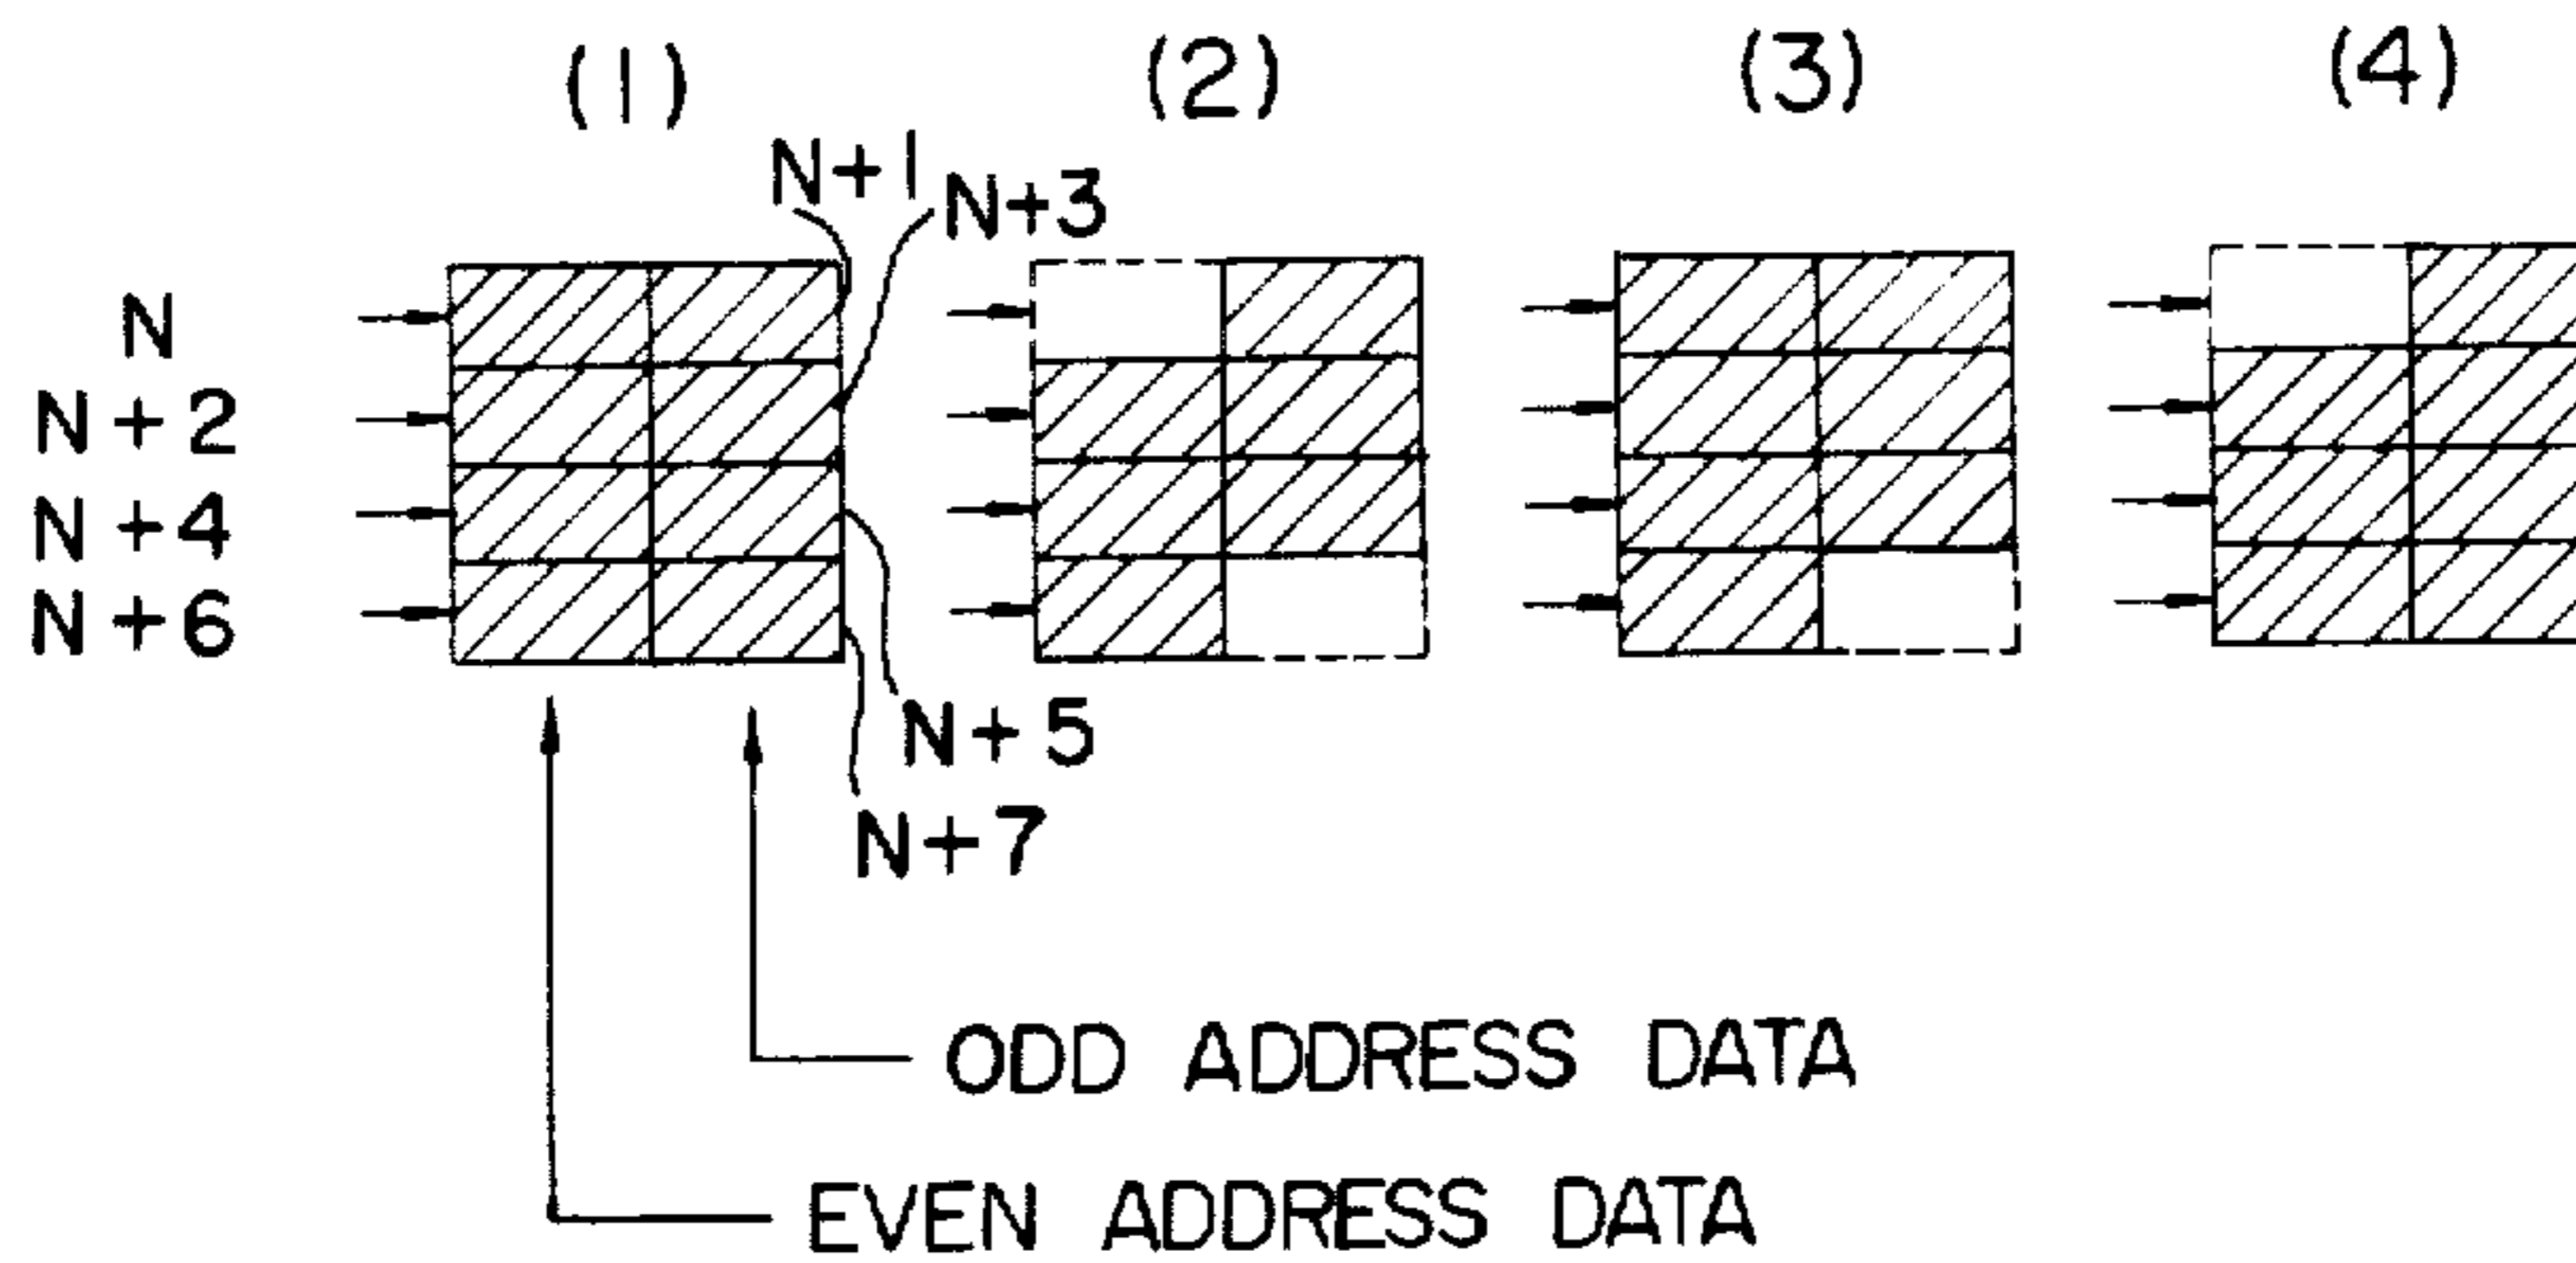 (1) (2) (3) (4)
N+1
N+3
N
N+2
N+4
N+6
N+5
N+7
ODD ADDRESS DATA
EVEN ADDRESS DATA